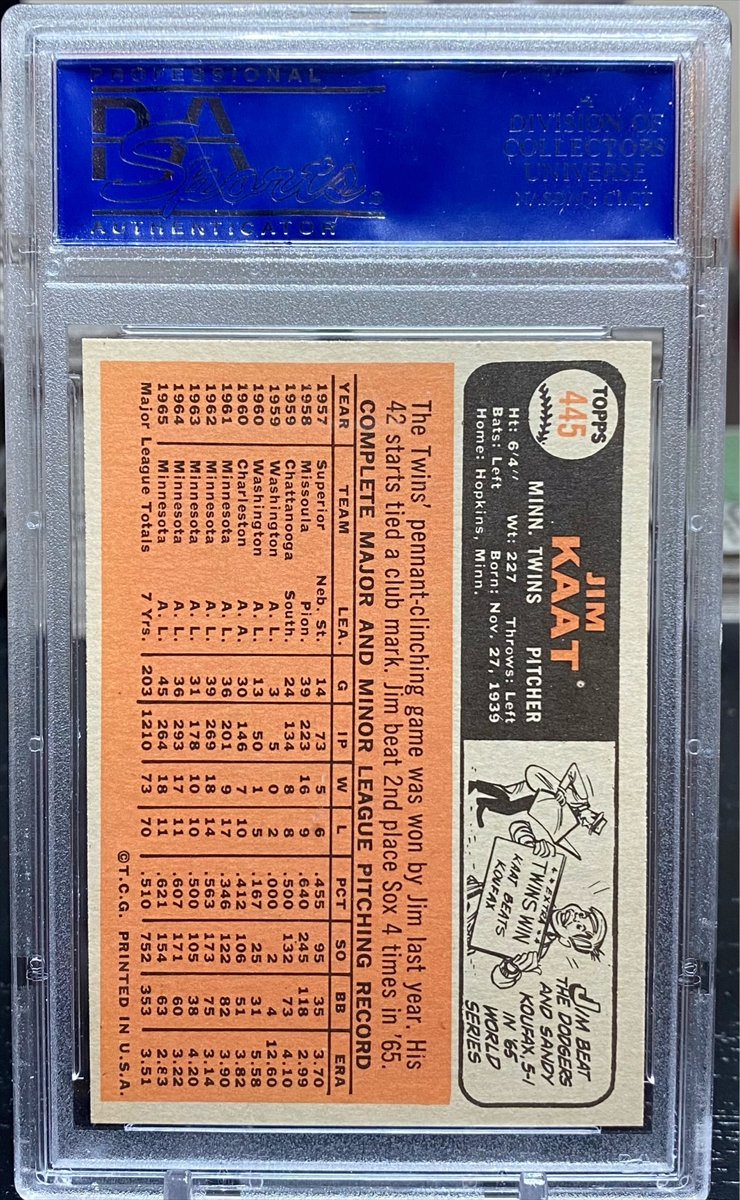 PROFESSIONAL
PSA
Sports
AUTHENTICATOR
DIVISION OF
COLLECTORS
UNIVERSE
TOPPS
445
JIM
KAAT
MINN. TWINS PITCHER
Ht: 6'4" Wt: 227 Throws: Left
Bats: Left Born: Nov. 27, 1939
Home: Hopkins, Minn.
EXTRA
TWINS WIN
KAAT BEATS
KOUFAX
JIM BEAT
THE DODGERS
AND SANDY
KOUFAX, 5-1
IN '65
WORLD
SERIES
The Twins' pennant-clinching game was won by Jim last year. His
42 starts tied a club mark. Jim beat 2nd place Sox 4 times in '65.
COMPLETE MAJOR AND MINOR LEAGUE PITCHING RECORD
YEAR TEAM LEA. G IP W L PCT SO BB ERA
1957 Superior Neb. St. 14 73 5 6 .455 95 35 3.70
1958 Missoula Pion. 39 223 16 9 .640 245 118 2.99
1959 Chattanooga South. 24 134 8 8 .500 132 73 4.10
1959 Washington A. L. 3 5 0 2 .000 2 4 12.60
1960 Washington A. L. 13 50 1 5 .167 25 31 5.58
1960 Charleston A. A. 30 146 7 10 .412 106 51 3.82
1961 Minnesota A. L. 36 201 9 17 .346 122 82 3.90
1962 Minnesota A. L. 39 269 18 14 .563 173 75 3.14
1963 Minnesota A. L. 31 178 10 10 .500 105 38 4.20
1964 Minnesota A. L. 36 293 17 11 .607 171 60 3.22
1965 Minnesota A. L. 45 264 18 11 .621 154 63 2.83
Major League Totals 7 Yrs. 203 1210 73 70 .510 752 353 3.51
©T.C.G. PRINTED IN U.S.A.